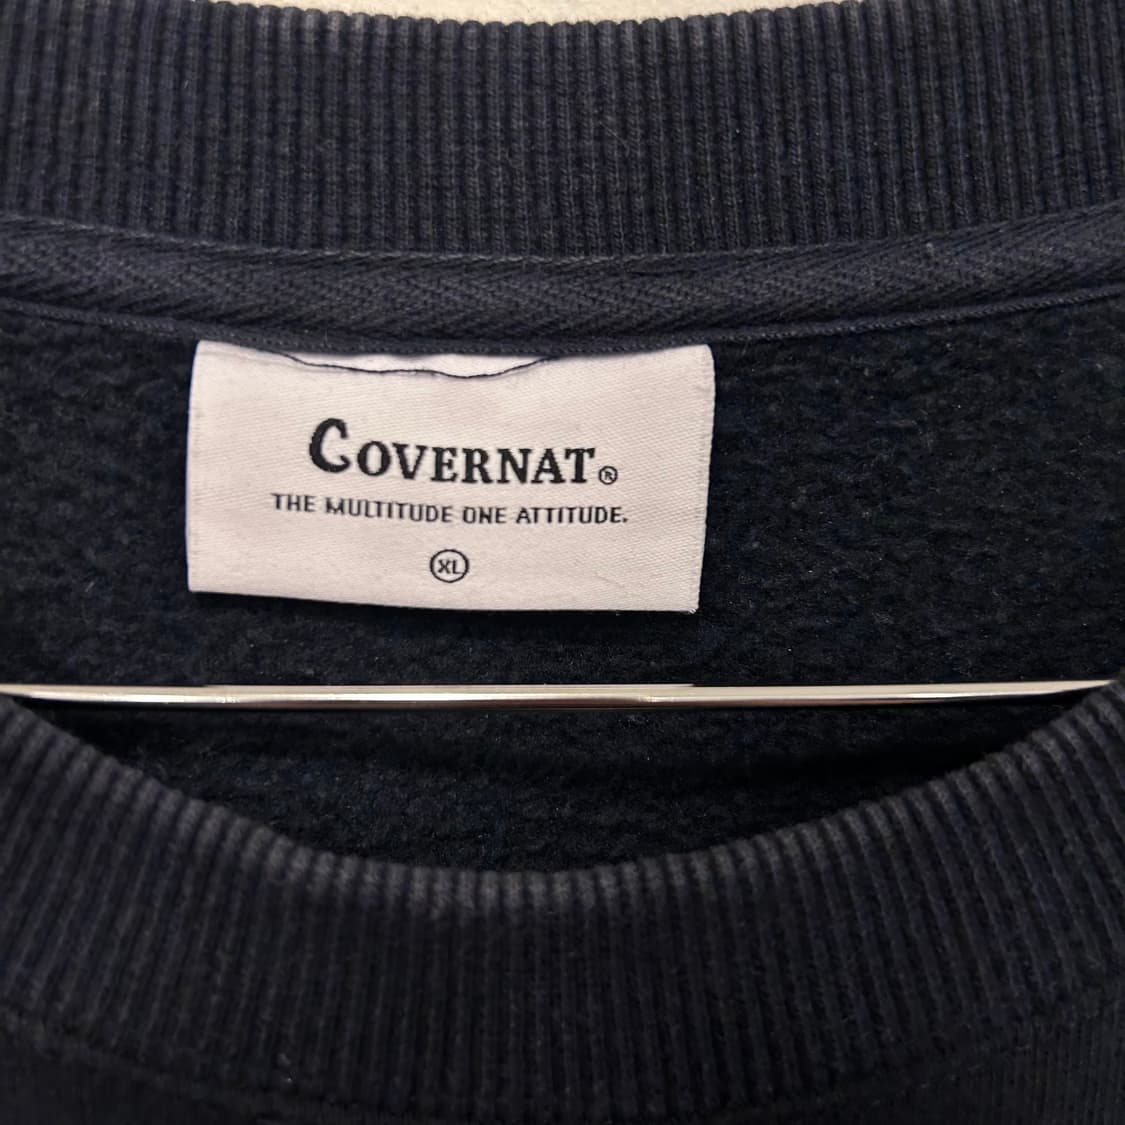 COVERNAT®
THE MULTITUDE ONE ATTITUDE.
XL